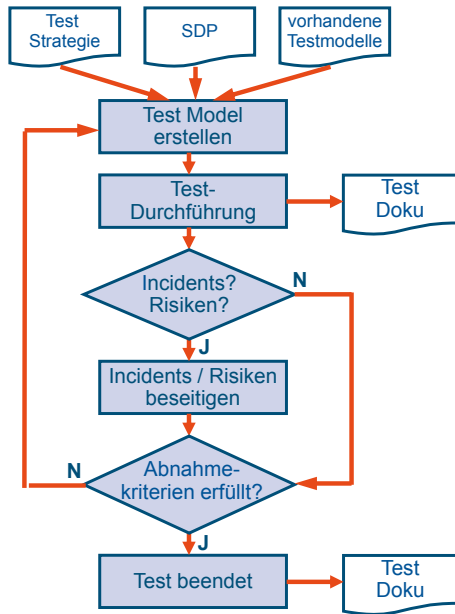 Test
Strategie
SDP
vorhandene
Testmodelle
Test Model
erstellen
Test-
Durchführung
Test
Doku
Incidents?
Risiken?
N
J
Incidents / Risiken
beseitigen
N
Abnahme-
kriterien erfüllt?
J
Test beendet
Test
Doku